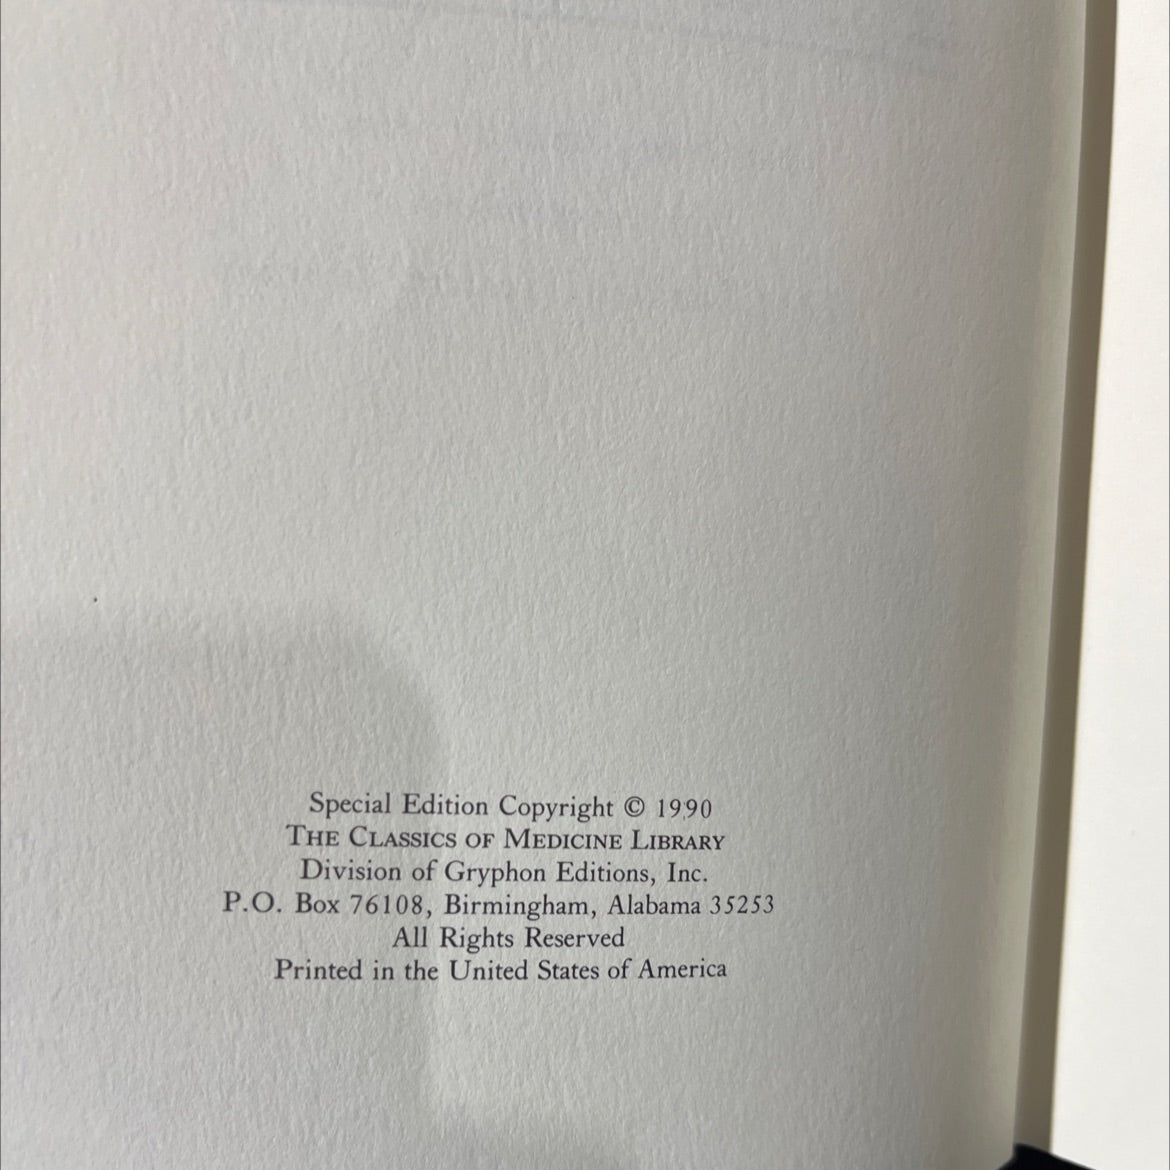 Special Edition Copyright © 1990
THE CLASSICS OF MEDICINE LIBRARY
Division of Gryphon Editions, Inc.
P.O. Box 76108, Birmingham, Alabama 35253
All Rights Reserved
Printed in the United States of America